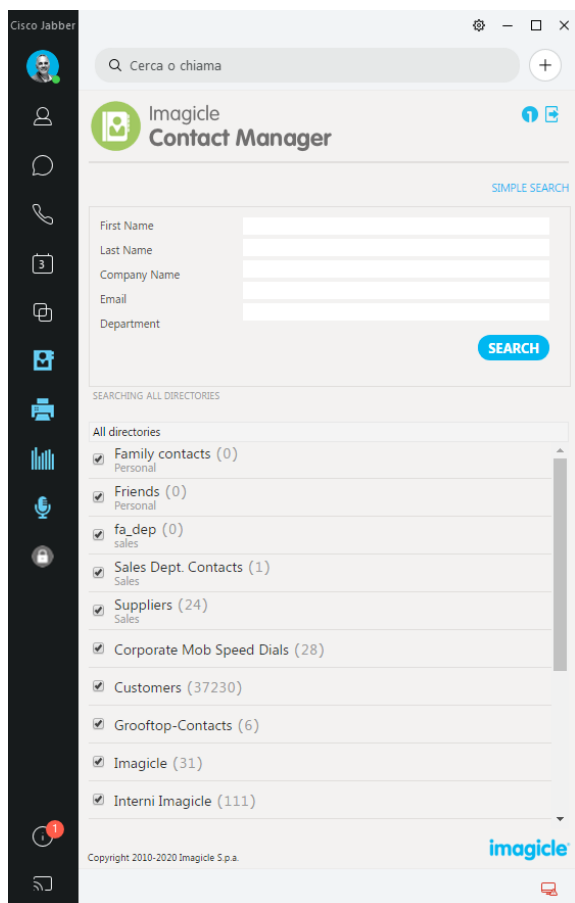 Cisco Jabber
Cerca o chiama
Imagicle
Contact Manager
SIMPLE SEARCH
First Name
Last Name
Company Name
Email
Department
SEARCH
SEARCHING ALL DIRECTORIES
All directories
Family contacts (0)
Personal
Friends (0)
Personal
fa_dep (0)
sales
Sales Dept. Contacts (1)
Sales
Suppliers (24)
Sales
Corporate Mob Speed Dials (28)
Customers (37230)
Grooftop-Contacts (6)
Imagicle (31)
Interni Imagicle (111)
3
1
imagicle
Copyright 2010-2020 Imagicle S.p.a.